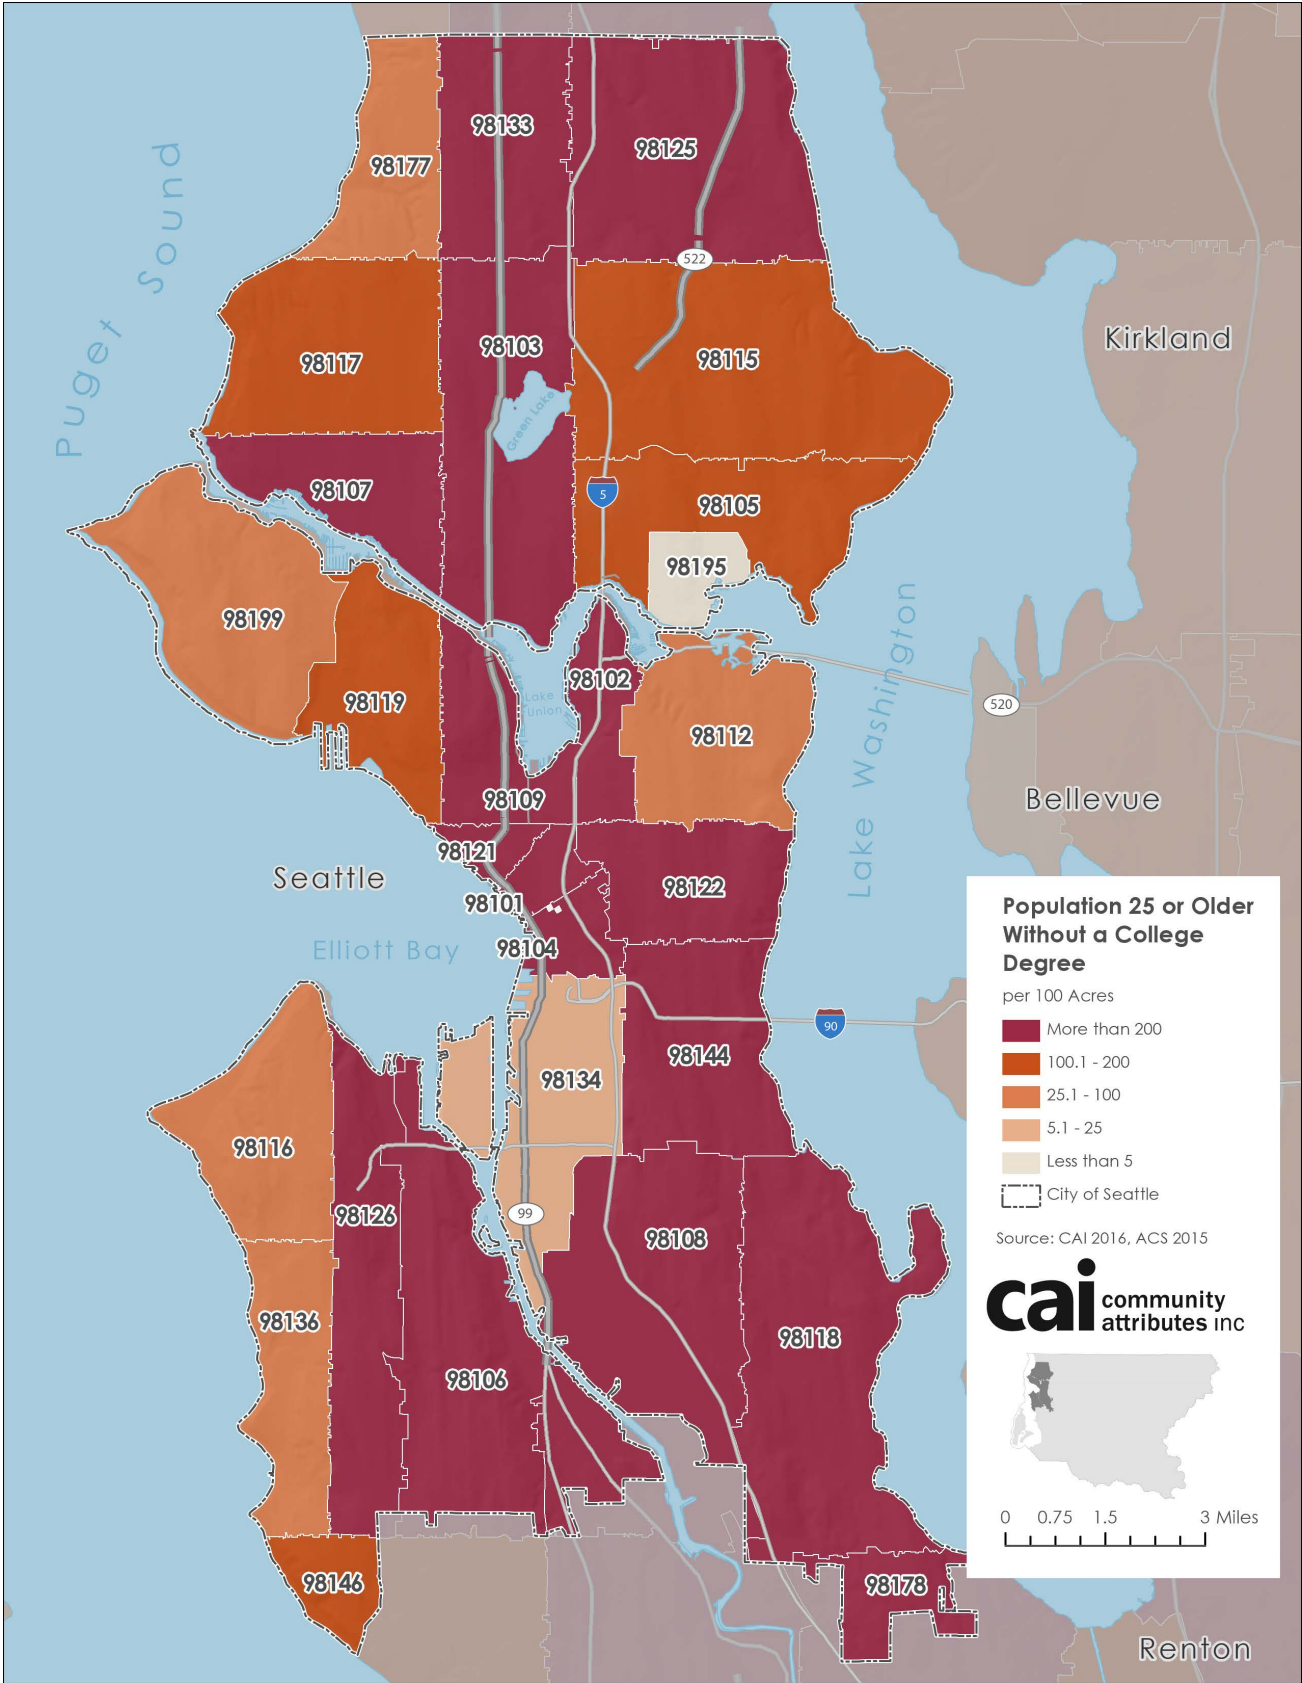 98133
98125
98177
Puget Sound
522
98103
98117
98115
Kirkland
Green Lake
98107
5
98105
98195
98199
98102
98119
Lake
Union
520
98112
Lake Washington
98109
Bellevue
98121
Seattle
98122
98101
Elliott Bay
98104
90
98144
98134
98116
98126
99
98108
98136
98118
98106
98146
98178
Renton
Population 25 or Older
Without a College
Degree
per 100 Acres
More than 200
100.1 - 200
25.1 - 100
5.1 - 25
Less than 5
City of Seattle
Source: CAI 2016, ACS 2015
cai community
attributes inc
0 0.75 1.5 3 Miles